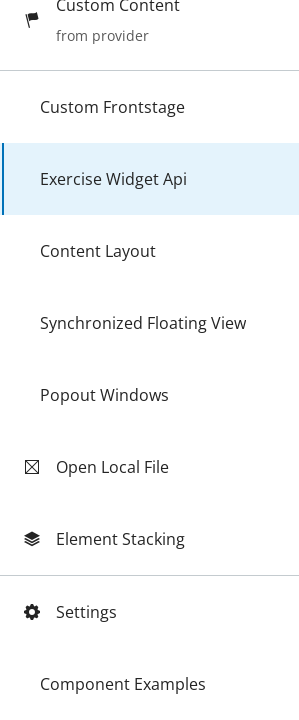 Custom Content
from provider
Custom Frontstage
Exercise Widget Api
Content Layout
Synchronized Floating View
Popout Windows
Open Local File
Element Stacking
Settings
Component Examples